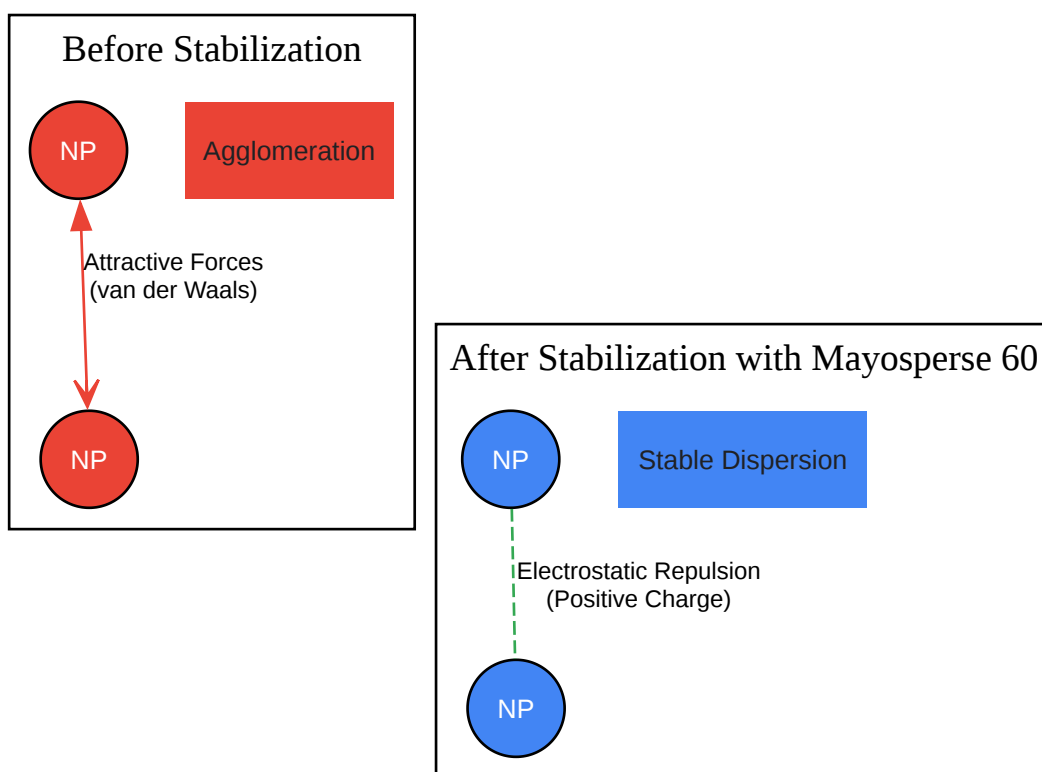 Before Stabilization
NP
Agglomeration
Attractive Forces
(van der Waals)
NP
After Stabilization with Mayosperse 60
NP
Stable Dispersion
Electrostatic Repulsion
(Positive Charge)
NP